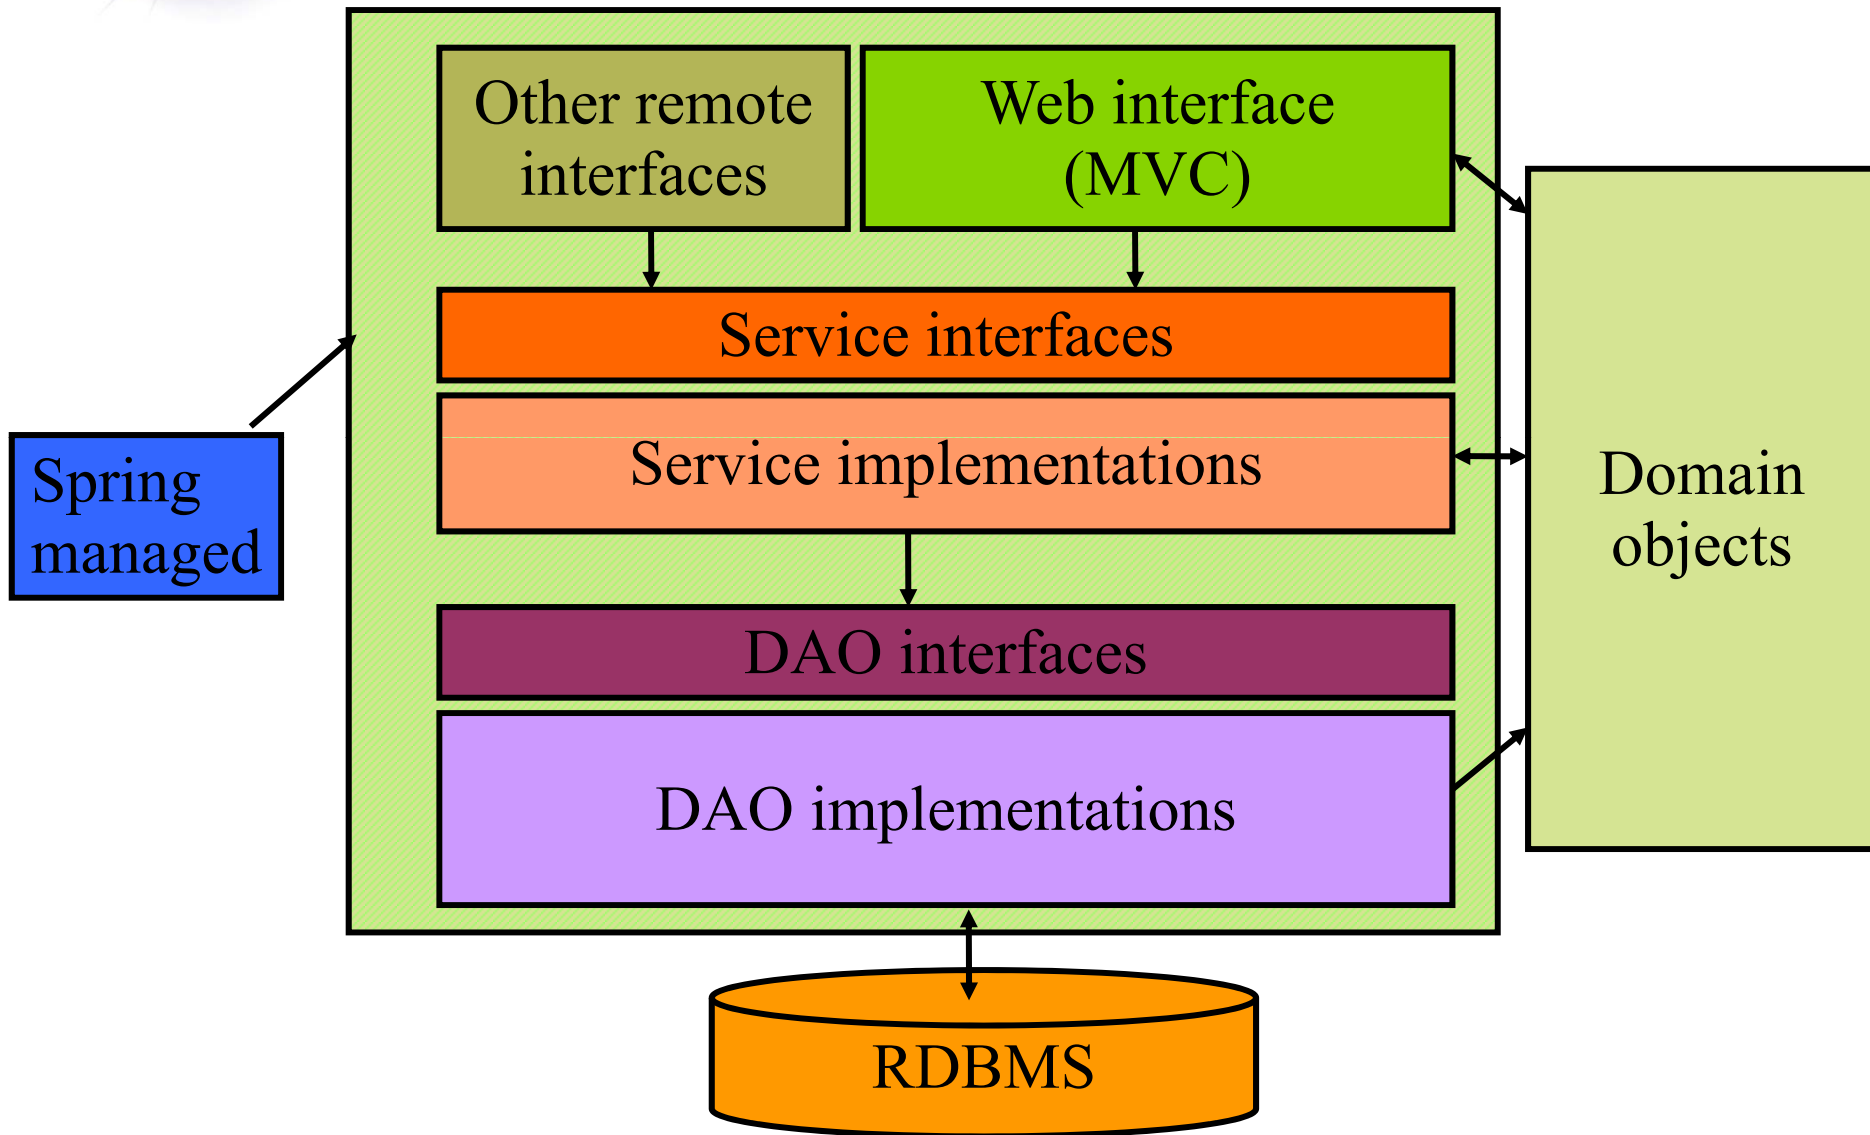 Other remote
interfaces
Web interface
(MVC)
Service interfaces
Service implementations
Spring
managed
Domain
objects
DAO interfaces
DAO implementations
RDBMS